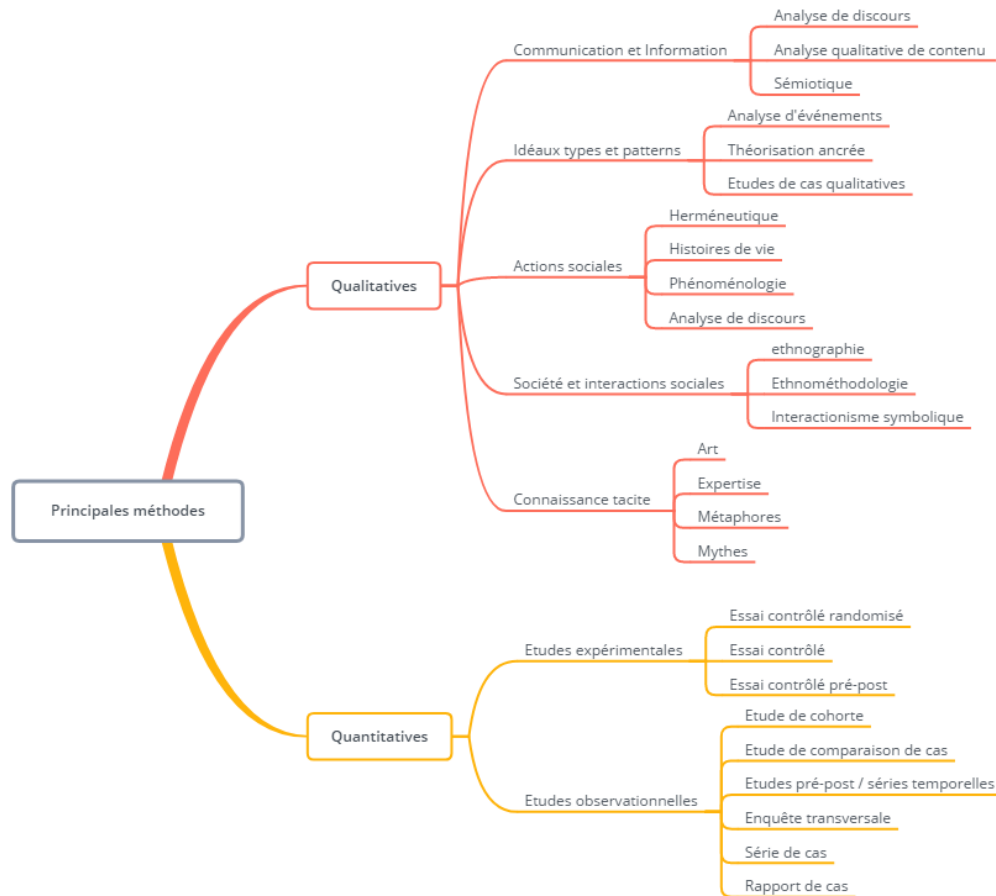 Principales méthodes
Qualitatives
Communication et Information
Analyse de discours
Analyse qualitative de contenu
Sémiotique
Idéaux types et patterns
Analyse d'événements
Théorisation ancrée
Etudes de cas qualitatives
Actions sociales
Herméneutique
Histoires de vie
Phénoménologie
Analyse de discours
Société et interactions sociales
ethnographie
Ethnométhodologie
Interactionisme symbolique
Connaissance tacite
Art
Expertise
Métaphores
Mythes
Quantitatives
Etudes expérimentales
Essai contrôlé randomisé
Essai contrôlé
Essai contrôlé pré-post
Etudes observationnelles
Etude de cohorte
Etude de comparaison de cas
Etudes pré-post / séries temporelles
Enquête transversale
Série de cas
Rapport de cas